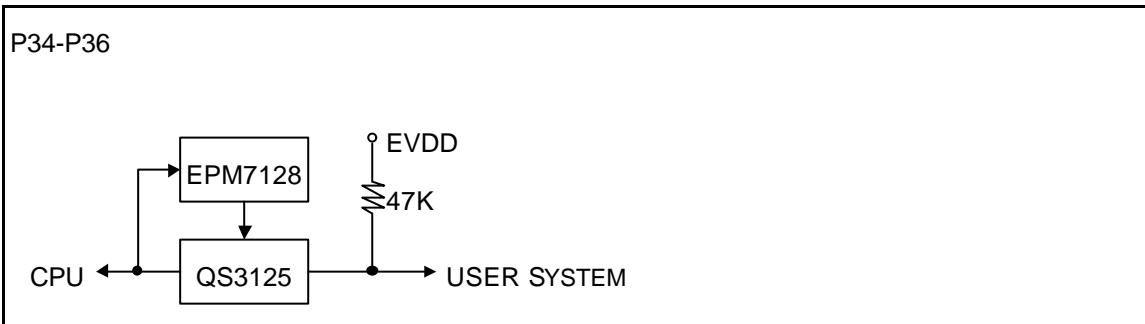 P34-P36
EVDD
EPM7128
47K
CPU
QS3125
USER SYSTEM